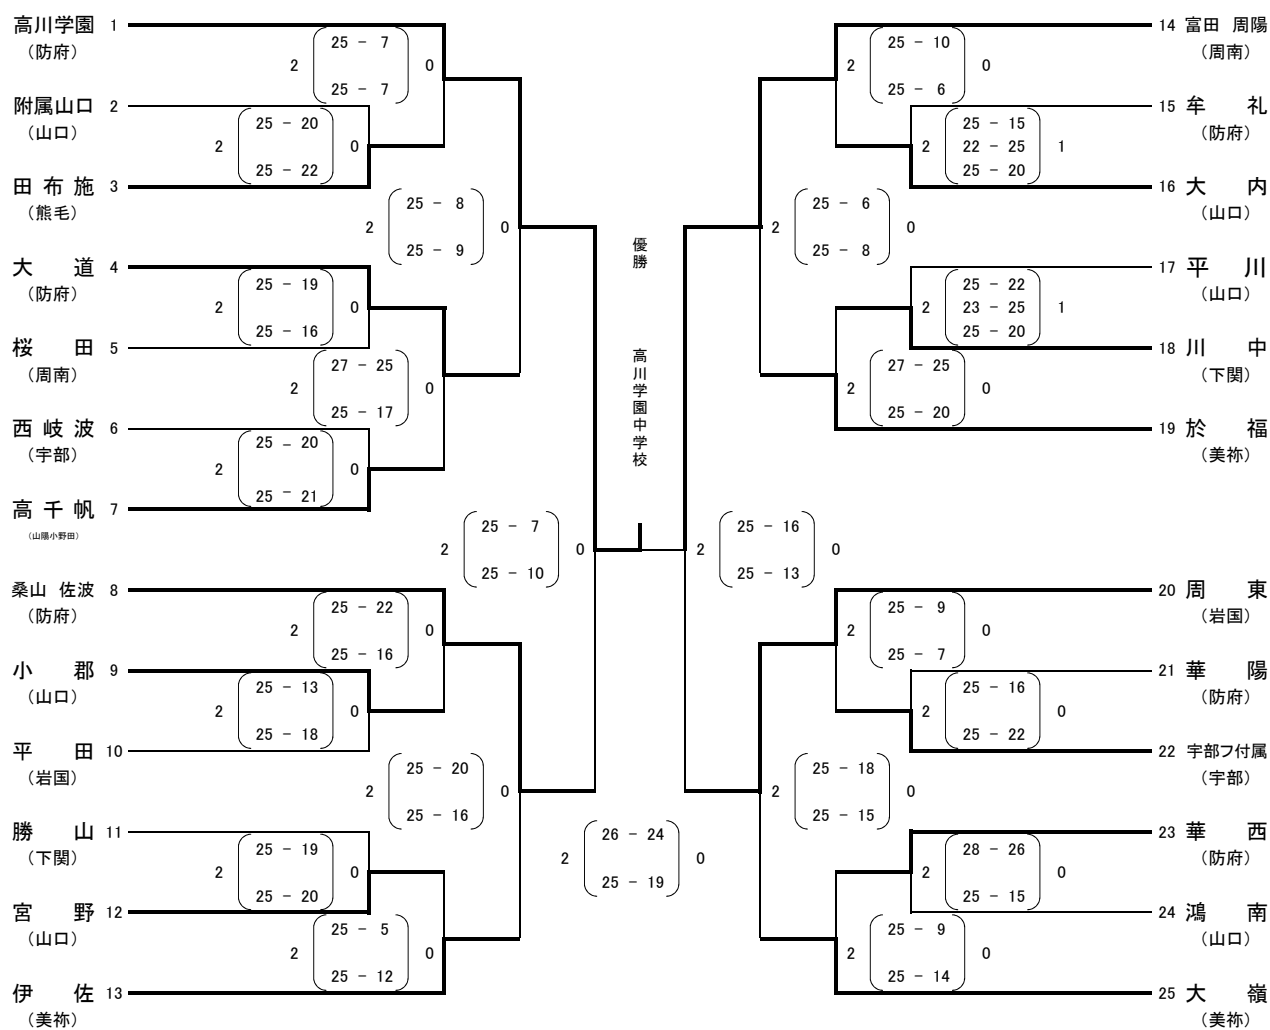 高川学園 1
（防府）
附属山口 2
（山口）
田布施 3
（熊毛）
大道 4
（防府）
桜田 5
（周南）
西岐波 6
（宇部）
高千帆 7
（山陽小野田）
桑山 佐波 8
（防府）
小郡 9
（山口）
平田 10
（岩国）
勝山 11
（下関）
宮野 12
（山口）
伊佐 13
（美祢）
2 25 － 20 0
25 － 22
2 25 － 19 0
25 － 16
2 25 － 20 0
25 － 21
2 25 － 13 0
25 － 18
2 25 － 19 0
25 － 20
2 25 － 7 0
25 － 7
2 27 － 25 0
25 － 17
2 25 － 22 0
25 － 16
2 25 － 5 0
25 － 12
2 25 － 8 0
25 － 9
2 25 － 20 0
25 － 16
2 25 － 7 0
25 － 10
優勝
高川学園中学校
2 26 － 24 0
25 － 19
2 25 － 16 0
25 － 13
2 25 － 6 0
25 － 8
2 25 － 18 0
25 － 15
2 25 － 10 0
25 － 6
2 27 － 25 0
25 － 20
2 25 － 9 0
25 － 7
2 25 － 9 0
25 － 14
2 25 － 15 1
22 － 25
25 － 20
2 25 － 22 1
23 － 25
25 － 20
2 25 － 16 0
25 － 22
2 28 － 26 0
25 － 15
14 富田 周陽
（周南）
15 牟礼
（防府）
16 大内
（山口）
17 平川
（山口）
18 川中
（下関）
19 於福
（美祢）
20 周東
（岩国）
21 華陽
（防府）
22 宇部フ付属
（宇部）
23 華西
（防府）
24 鴻南
（山口）
25 大嶺
（美祢）